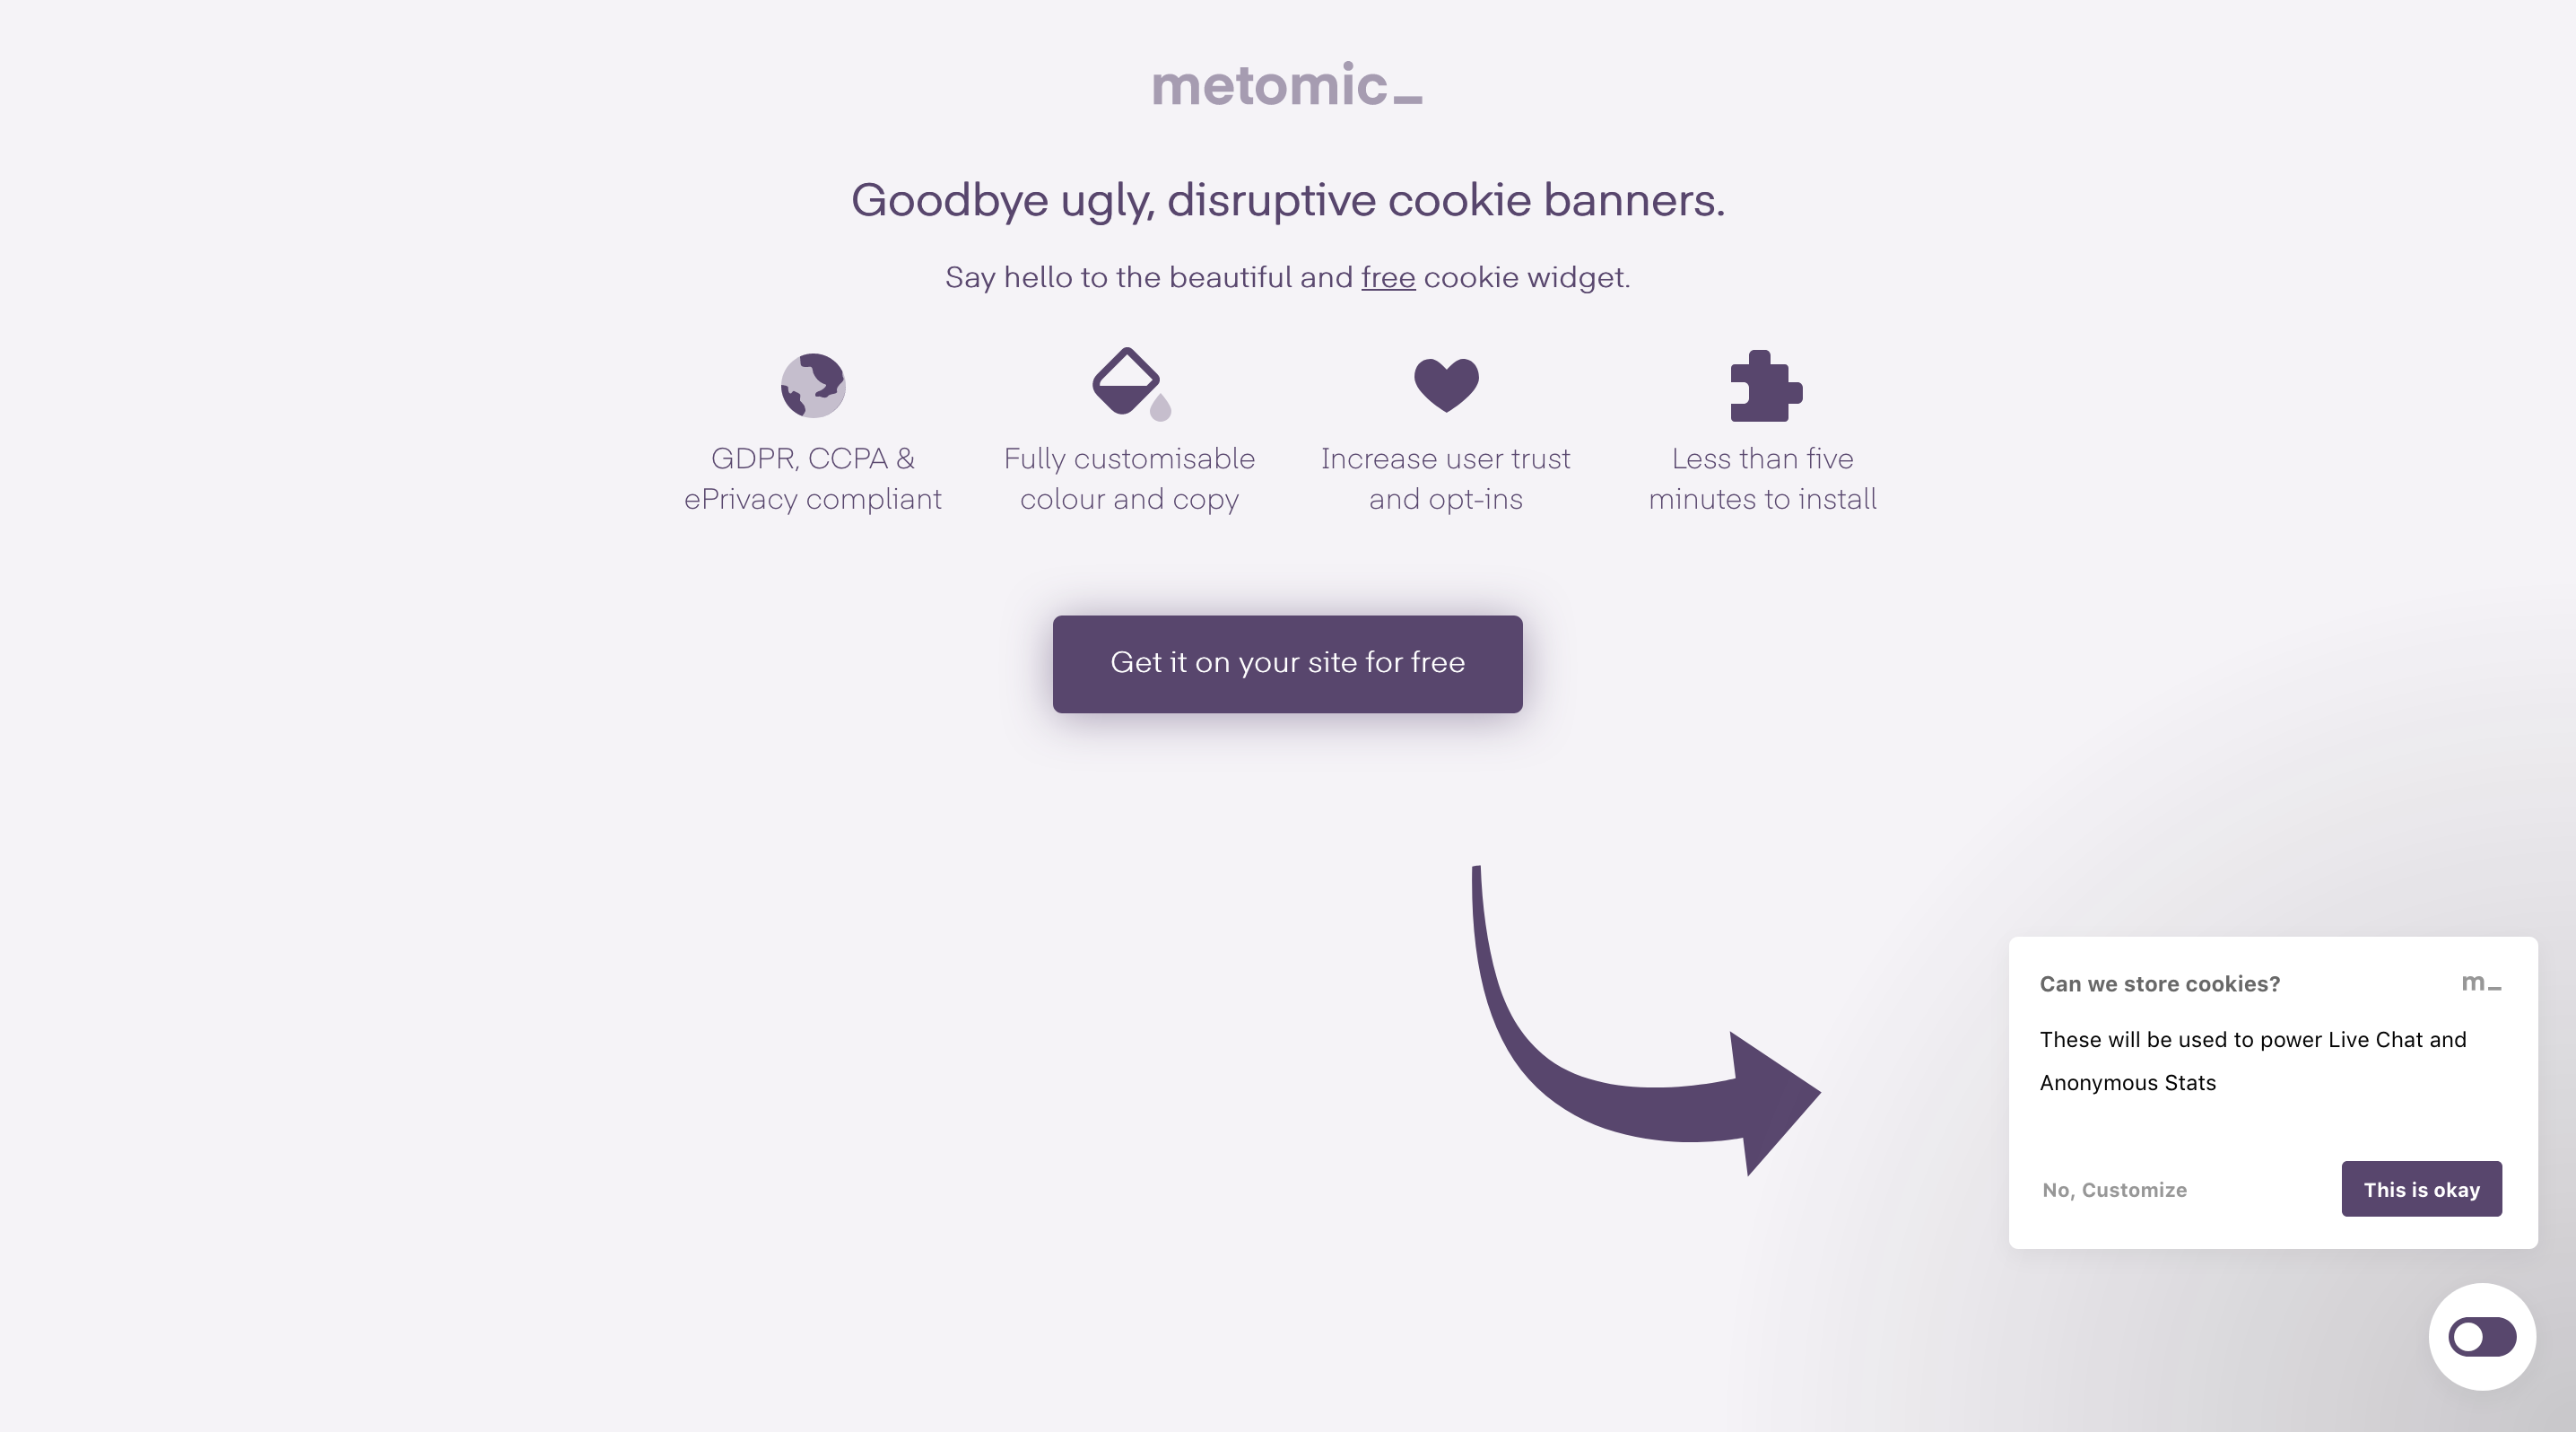 metomic_
Goodbye ugly, disruptive cookie banners.
Say hello to the beautiful and free cookie widget.
GDPR, CCPA &
ePrivacy compliant
Fully customisable
colour and copy
Increase user trust
and opt-ins
Less than five
minutes to install
Get it on your site for free
Can we store cookies?
m_
These will be used to power Live Chat and
Anonymous Stats
No, Customize
This is okay